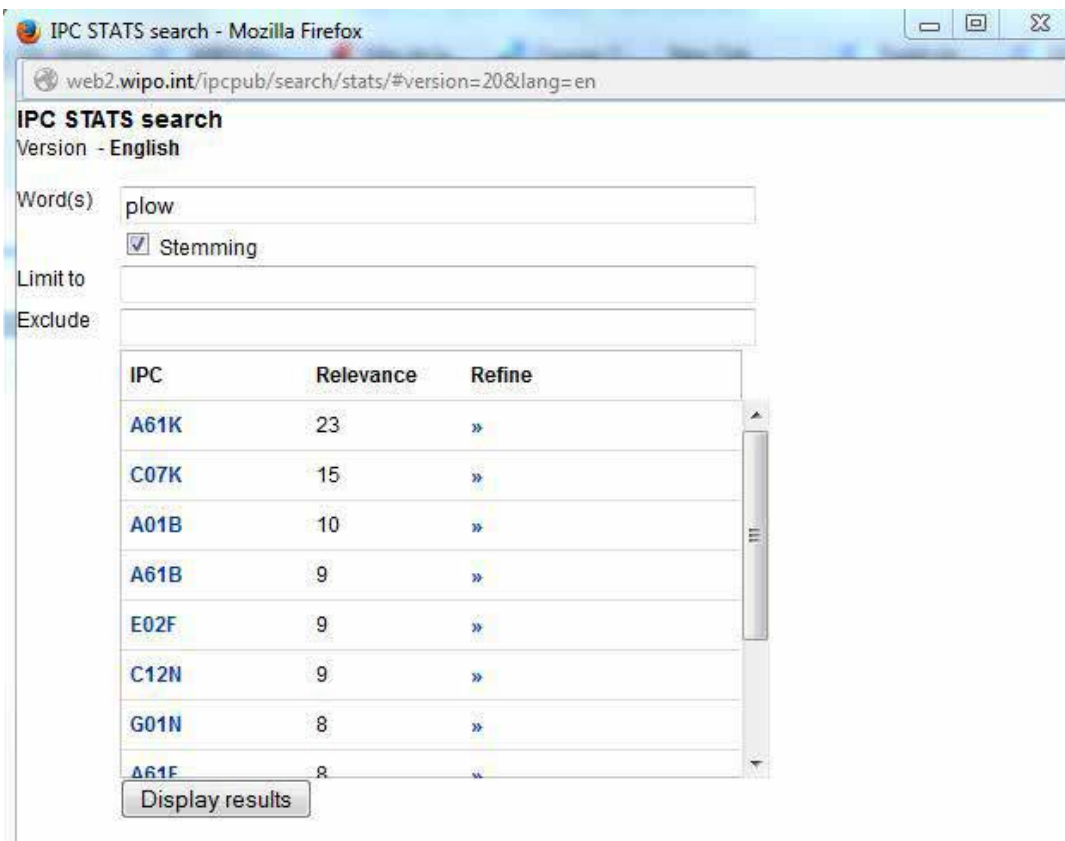 IPC STATS search - Mozilla Firefox
web2.wipo.int/ipcpub/search/stats/#version=20&lang=en
IPC STATS search
Version - English
Word(s) plow
Stemming
Limit to
Exclude
IPC Relevance Refine
A61K 23 »
C07K 15 »
A01B 10 »
A61B 9 »
E02F 9 »
C12N 9 »
G01N 8 »
A61F 8 »
Display results